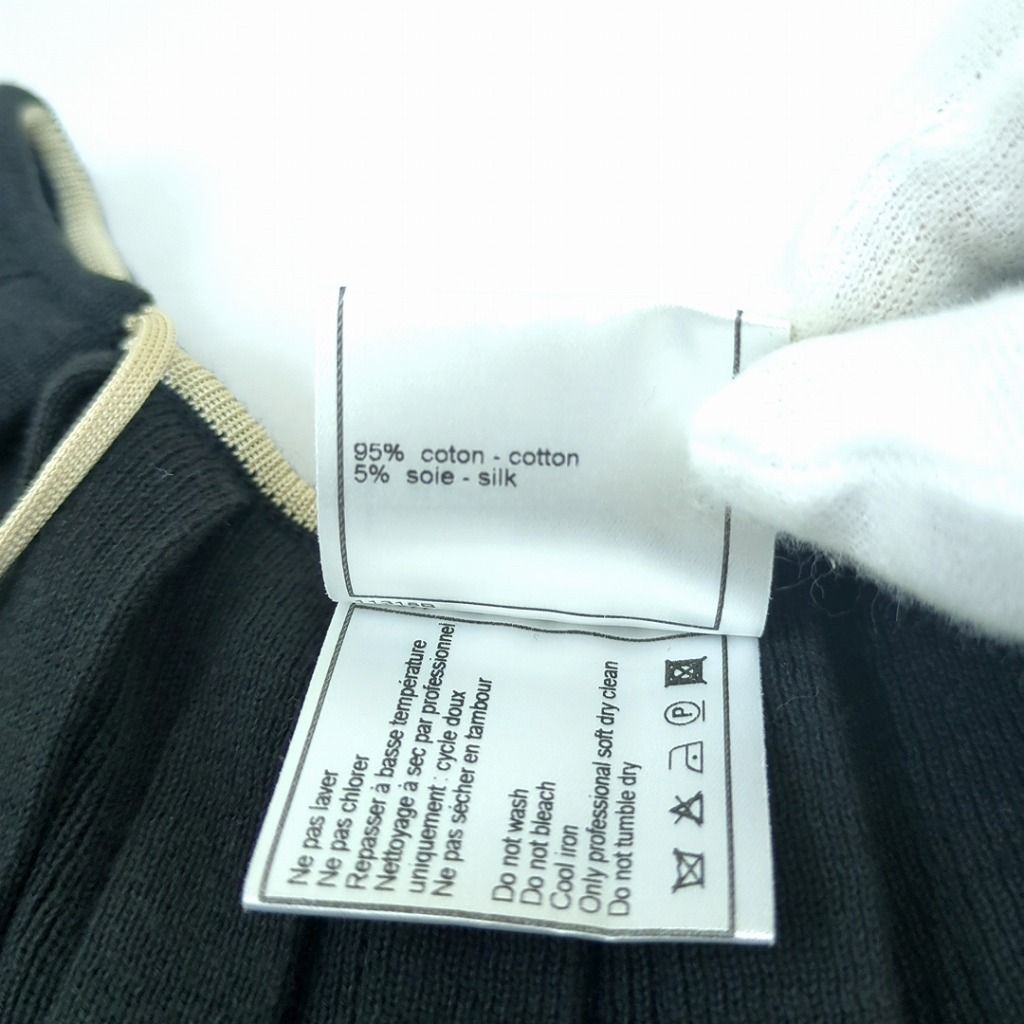 95% coton - cotton
5% soie - silk
Ne pas laver
Ne pas chlorer
Repasser à basse température
Nettoyage à sec par professionnel
uniquement : cycle doux
Ne pas sécher en tambour
Do not wash
Do not bleach
Cool iron
Only professional soft dry clean
Do not tumble dry
P